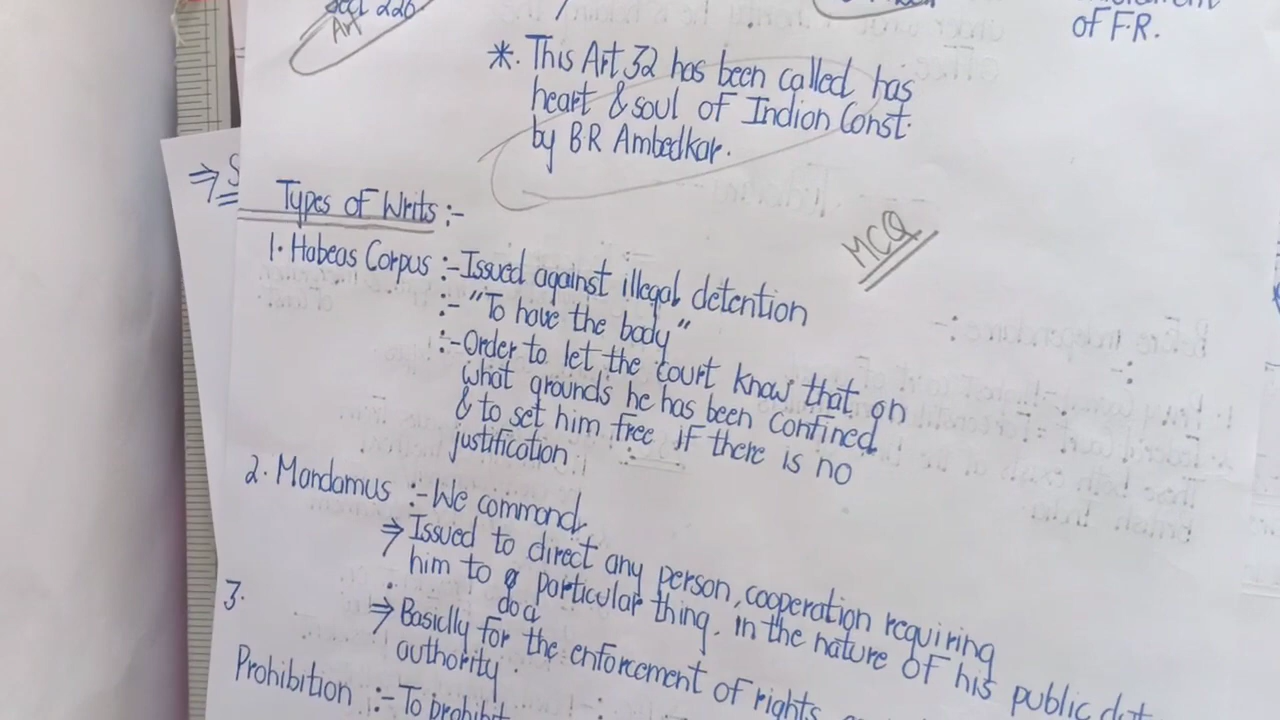 Art 226
of F.R.
*. This Art 32 has been called has
heart & soul of Indion Const.
by B.R Ambedkar.
Types of Writs :-
MCQ
1. Habeas Corpus :- Issued against illegal detention
:- "To have the body"
:- Order to let the court know that on
what grounds he has been confined
& to set him free if there is no
justification
2. Mandamus :- We command
⇒ Issued to direct any person, cooperation requiring
him to do a particular thing. in the nature of his public
⇒ Basiclly for the enforcement of rights
authority.
3.
Prohibition :- To prohibit